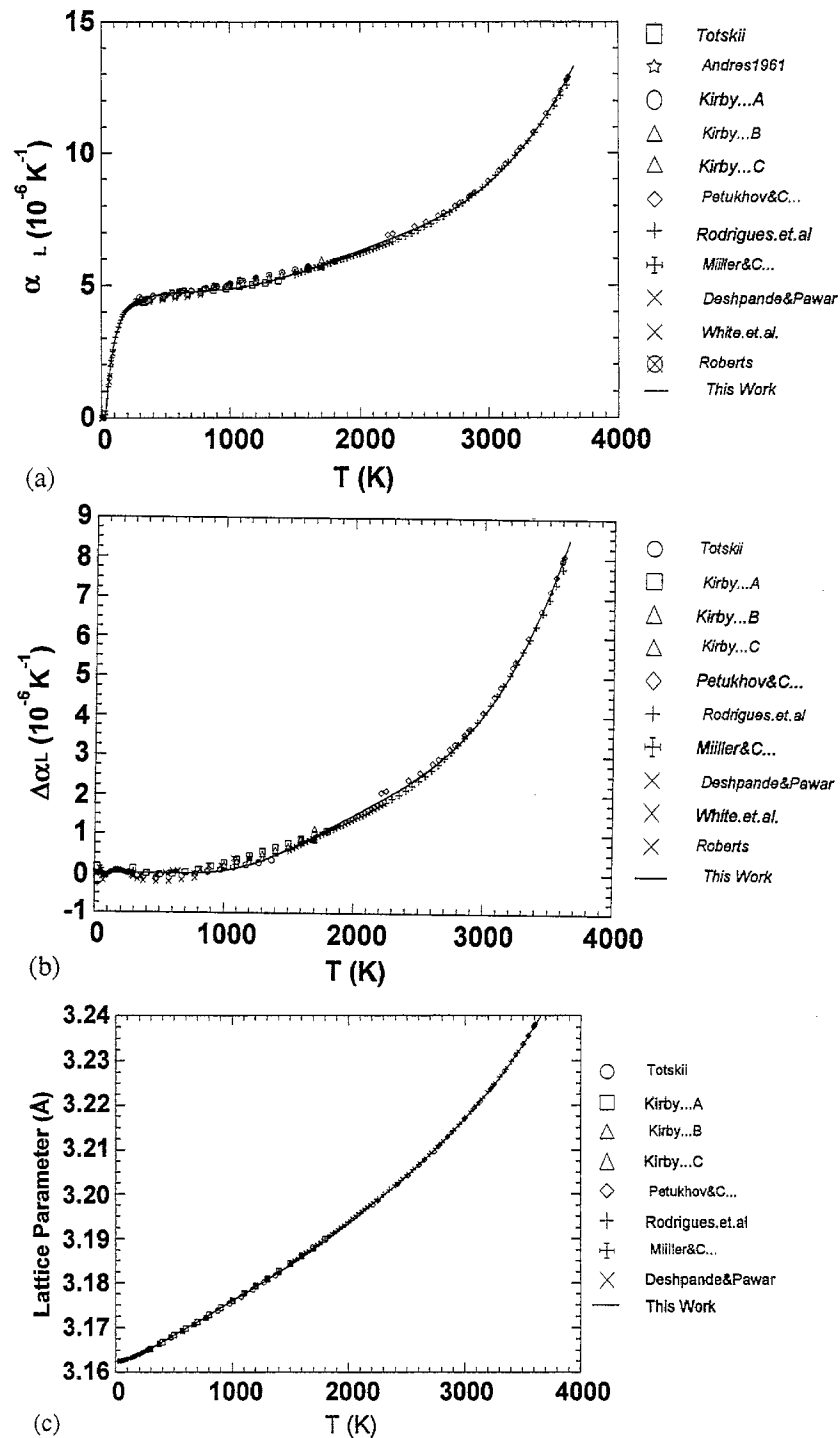 15
10
5
0
α L (10⁻⁶ K⁻¹)
0 1000 2000 3000 4000
T (K)
(a)
Totskii
Andres1961
Kirby...A
Kirby...B
Kirby...C
Petukhov&C...
Rodrigues.et.al
Miiller&C...
Deshpande&Pawar
White.et.al.
Roberts
This Work
9
8
7
6
5
4
3
2
1
0
-1
ΔαL (10⁻⁶ K⁻¹)
0 1000 2000 3000 4000
T (K)
(b)
Totskii
Kirby...A
Kirby...B
Kirby...C
Petukhov&C...
Rodrigues.et.al
Miiller&C...
Deshpande&Pawar
White.et.al.
Roberts
This Work
3.24
3.23
3.22
3.21
3.20
3.19
3.18
3.17
3.16
Lattice Parameter (Å)
0 1000 2000 3000 4000
T (K)
(c)
Totskii
Kirby...A
Kirby...B
Kirby...C
Petukhov&C...
Rodrigues.et.al
Miiller&C...
Deshpande&Pawar
This Work